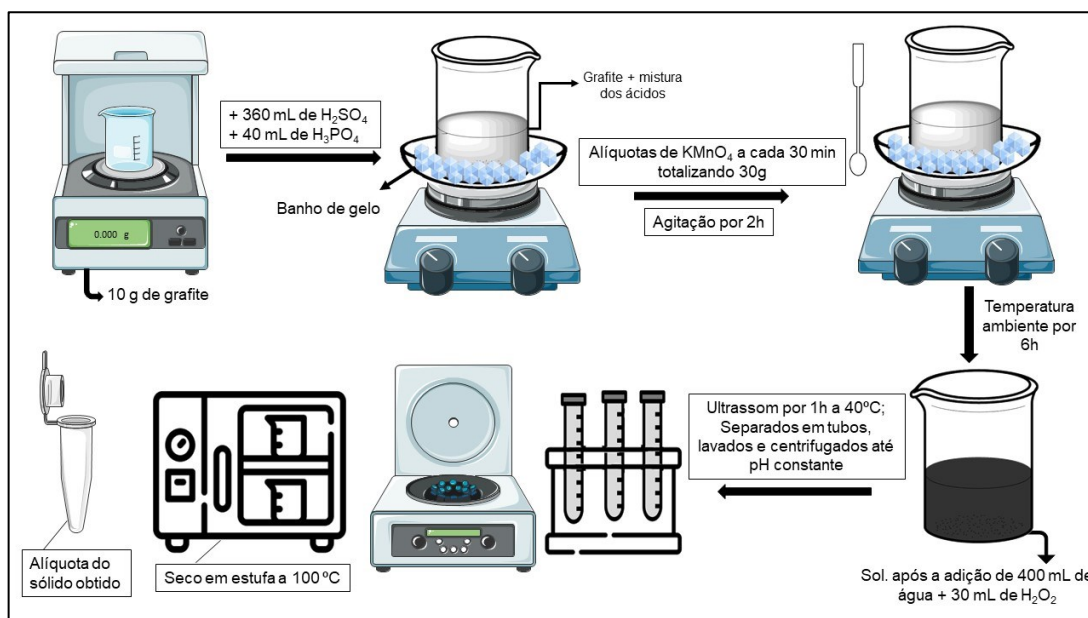 + 360 mL de H₂SO₄
+ 40 mL de H₃PO₄
Grafite + mistura
dos ácidos
Alíquotas de KMnO₄ a cada 30 min
totalizando 30g
Banho de gelo
Agitação por 2h
0.000 g
10 g de grafite
Temperatura
ambiente por
6h
Ultrassom por 1h a 40ºC;
Separados em tubos,
lavados e centrifugados até
pH constante
Alíquota do
sólido obtido
Seco em estufa a 100 ºC
Sol. após a adição de 400 mL de
água + 30 mL de H₂O₂